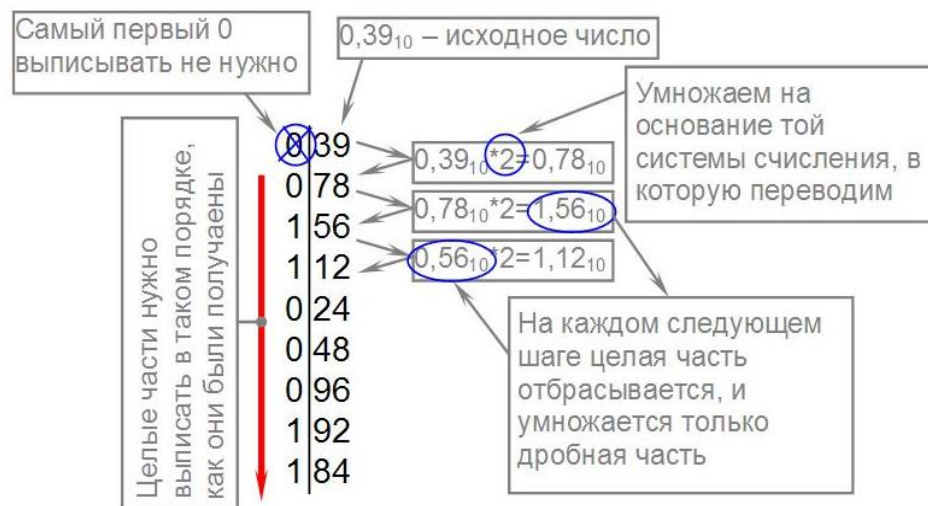 Самый первый 0
выписывать не нужно
0,39₁₀ – исходное число
Умножаем на
основание той
системы счисления, в
которую переводим
Целые части нужно
выписать в таком порядке,
как они были получаены
0 39
0 78
1 56
1 12
0 24
0 48
0 96
1 92
1 84
0,39₁₀*2=0,78₁₀
0,78₁₀*2=1,56₁₀
0,56₁₀*2=1,12₁₀
На каждом следующем
шаге целая часть
отбрасывается, и
умножается только
дробная часть